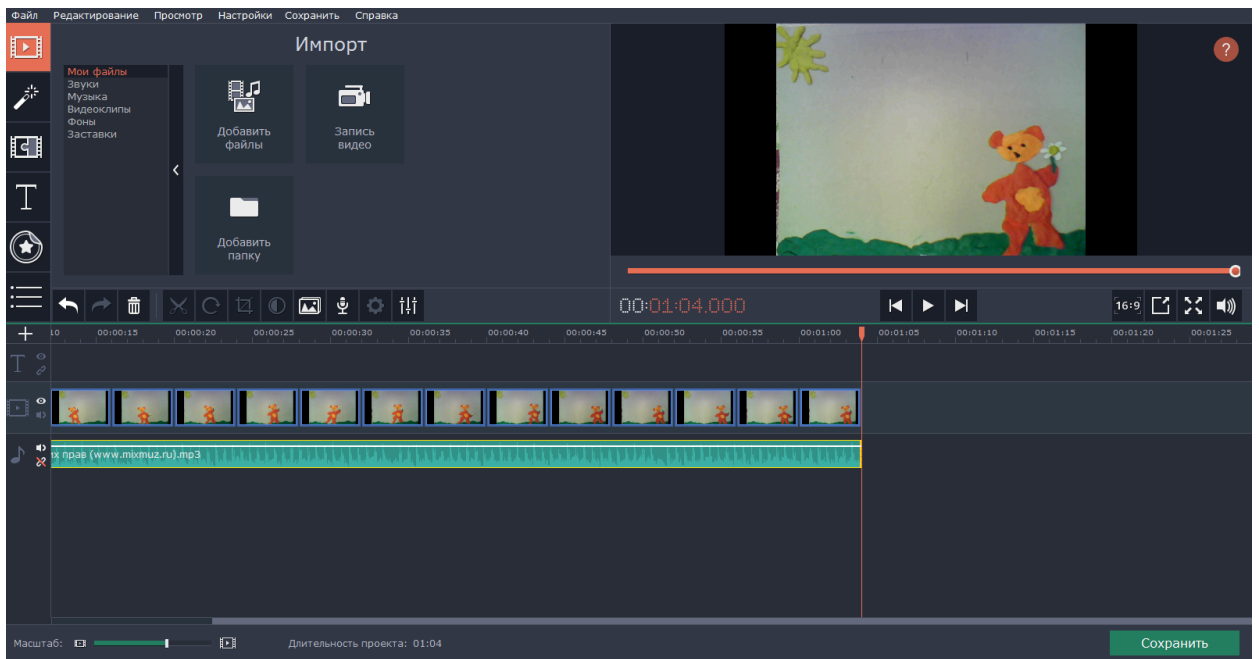 Файл Редактирование Просмотр Настройки Сохранить Справка
Импорт
?
Мои файлы
Звуки
Музыка
Видеоклипы
Фоны
Заставки
Добавить
файлы
Запись
видео
Добавить
папку
00:01:04.000
16:9
10 00:00:15 00:00:20 00:00:25 00:00:30 00:00:35 00:00:40 00:00:45 00:00:50 00:00:55 00:01:00 00:01:05 00:01:10 00:01:15 00:01:20 00:01:25
их прав (www.mixmuz.ru).mp3
Масштаб:
Длительность проекта: 01:04
Сохранить